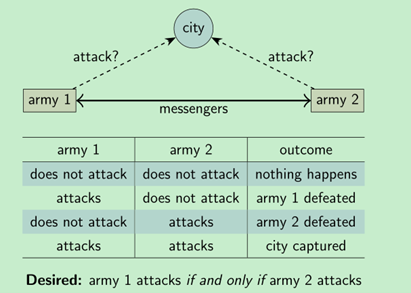 city
attack? attack?
army 1 army 2
messengers
army 1 army 2 outcome
does not attack does not attack nothing happens
attacks does not attack army 1 defeated
does not attack attacks army 2 defeated
attacks attacks city captured
Desired: army 1 attacks if and only if army 2 attacks